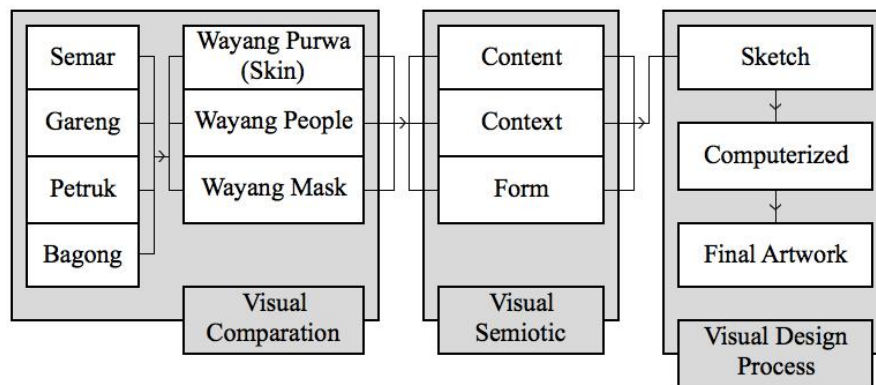 Semar
Gareng
Petruk
Bagong
Wayang Purwa
(Skin)
Wayang People
Wayang Mask
Visual
Comparation
Content
Context
Form
Visual
Semiotic
Sketch
Computerized
Final Artwork
Visual Design
Process